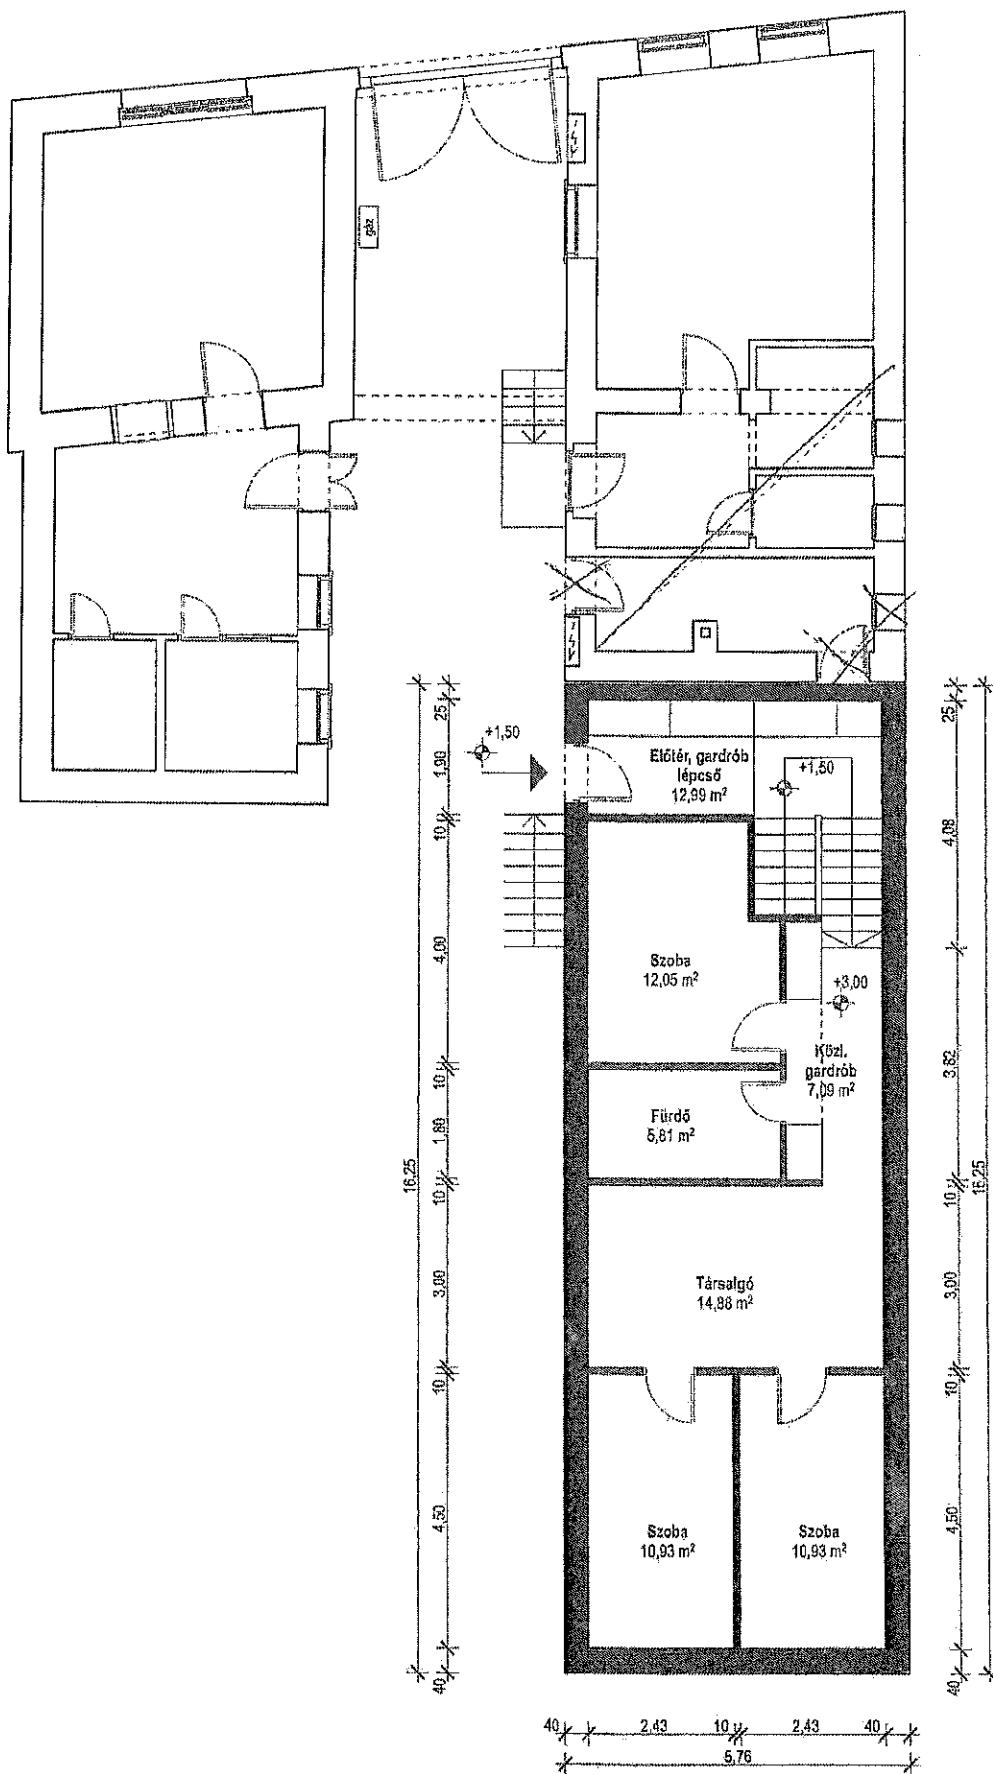 gáz
+1,50
Előtér, gardrób
lépcső
12,99 m²
+1,50
Szoba
12,05 m²
+3,00
Közl.
gardrób
7,09 m²
Fürdő
5,81 m²
Társalgó
14,88 m²
Szoba
10,93 m²
Szoba
10,93 m²
16,25
25
1,90
10
4,00
10
1,80
10
3,00
10
4,50
40
25
4,08
3,82
10
3,00
10
4,50
40
16,25
40
2,43
10
2,43
40
5,76